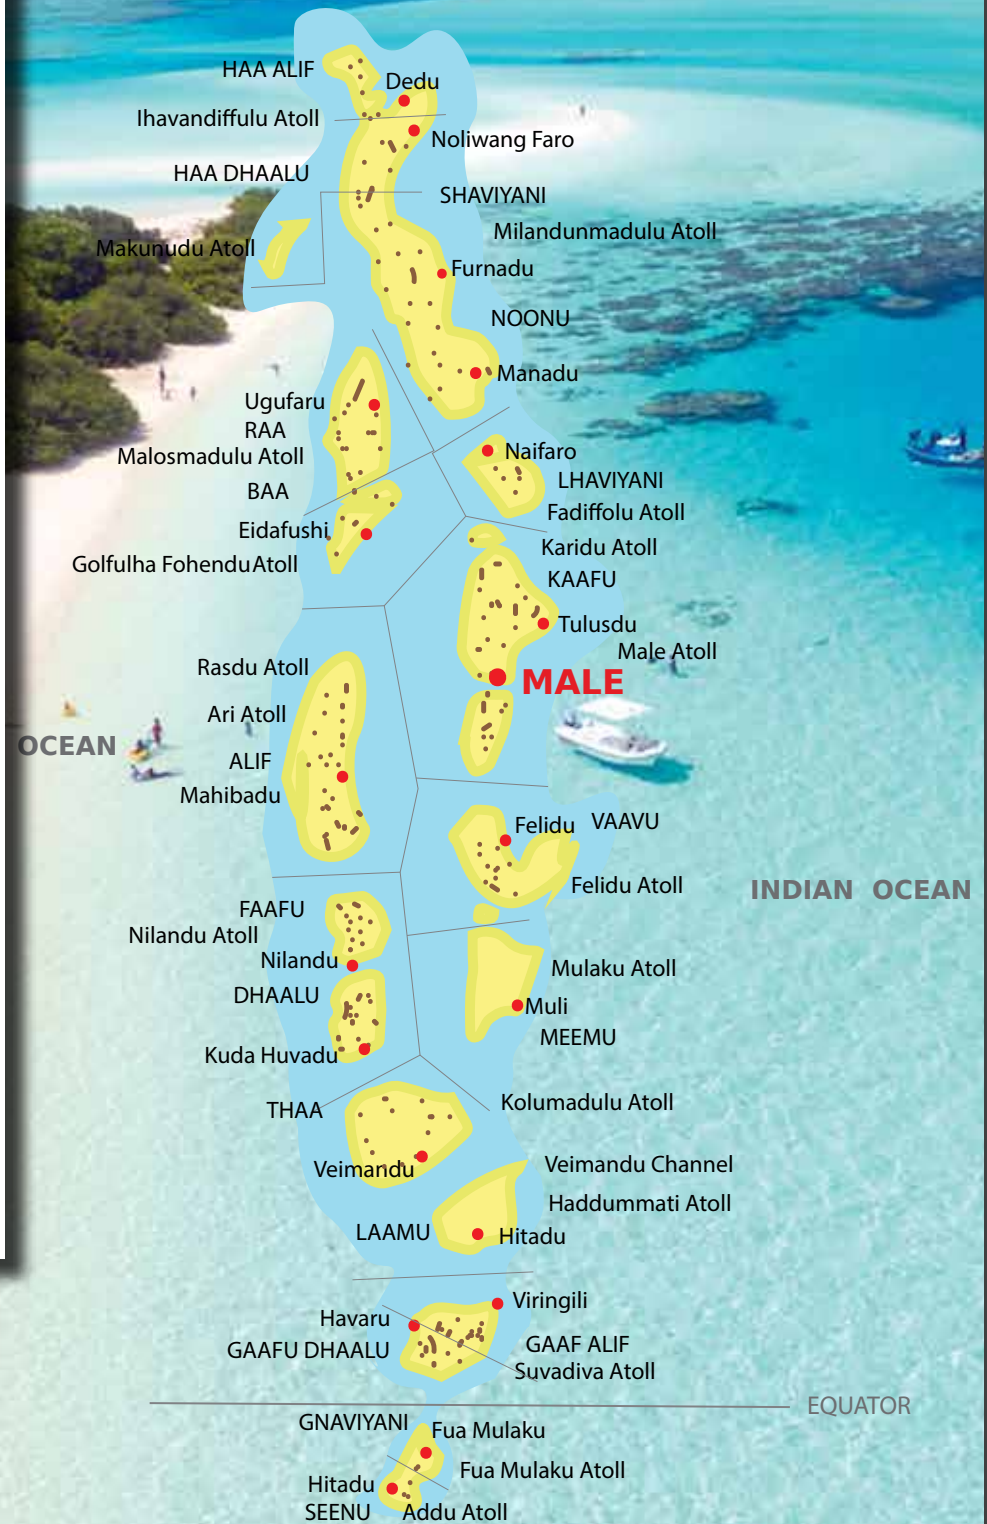 HAA ALIF
Dedu
Ihavandiffulu Atoll
Noliwang Faro
HAA DHAALU
SHAVIYANI
Milandunmadulu Atoll
Makunudu Atoll
Furnadu
NOONU
Manadu
Ugufaru
RAA
Malosmadulu Atoll
Naifaro
LHAVIYANI
BAA
Fadiffolu Atoll
Eidafushi
Karidu Atoll
Golfulha Fohendu Atoll
KAAFU
Tulusdu
Male Atoll
Rasdu Atoll
MALE
Ari Atoll
OCEAN
ALIF
Mahibadu
Felidu
VAAVU
Felidu Atoll
INDIAN OCEAN
FAAFU
Nilandu Atoll
Nilandu
Mulaku Atoll
DHAALU
Muli
MEEMU
Kuda Huvadu
THAA
Kolumadulu Atoll
Veimandu
Veimandu Channel
Haddummati Atoll
LAAMU
Hitadu
Viringili
Havaru
GAAFU DHAALU
GAAF ALIF
Suvadiva Atoll
EQUATOR
GNAVIYANI
Fua Mulaku
Fua Mulaku Atoll
Hitadu
SEENU
Addu Atoll